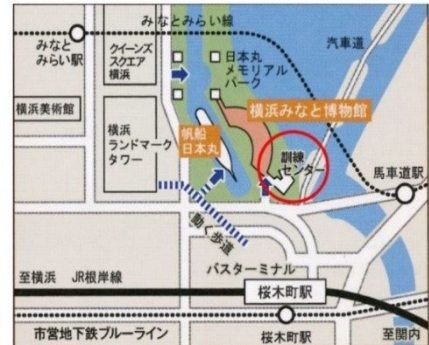 みなとみらい線
みなと
みらい駅
クイーンズ
スクエア
横浜
日本丸
メモリアル
パーク
汽車道
横浜美術館
横浜みなと博物館
横浜
ランドマーク
タワー
帆船
日本丸
訓練
センター
馬車道駅
動く歩道
バスターミナル
至横浜 JR根岸線
桜木町駅
市営地下鉄ブルーライン
桜木町駅
至関内